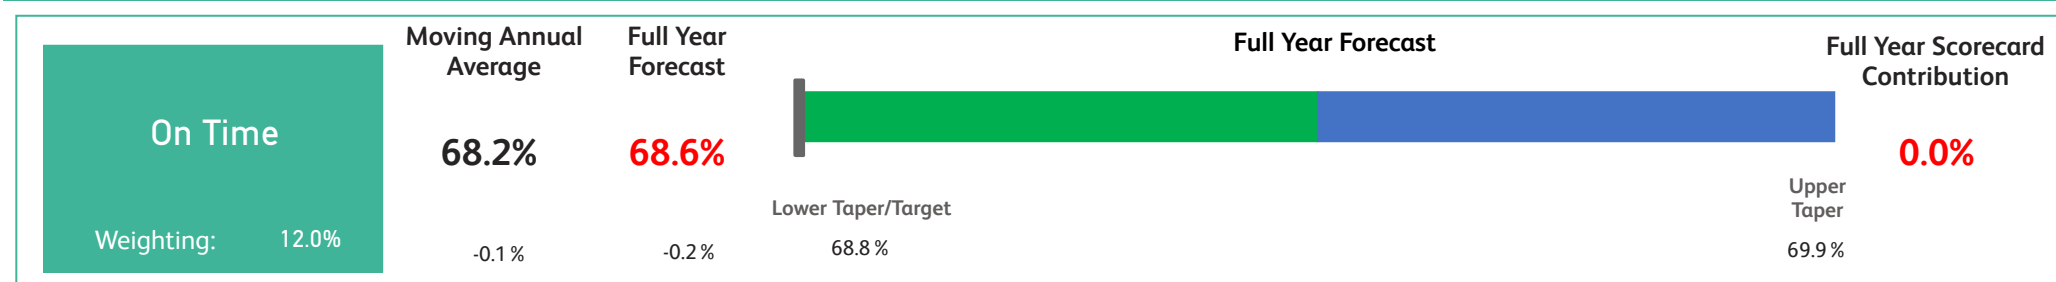 On Time
Weighting: 12.0%
Moving Annual
Average
68.2%
-0.1%
Full Year
Forecast
68.6%
-0.2%
Full Year Forecast
Lower Taper/Target
68.8%
Upper
Taper
69.9%
Full Year Scorecard
Contribution
0.0%